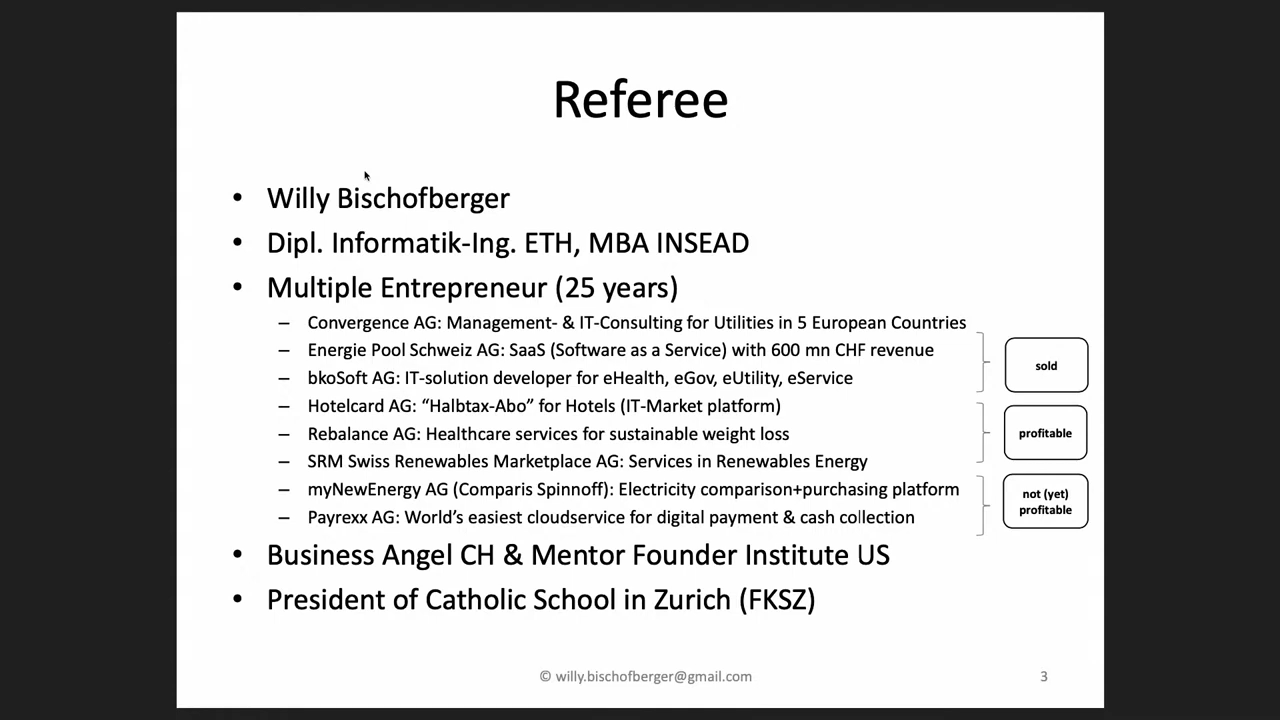 Referee
• Willy Bischofberger
• Dipl. Informatik-Ing. ETH, MBA INSEAD
• Multiple Entrepreneur (25 years)
– Convergence AG: Management- & IT-Consulting for Utilities in 5 European Countries
– Energie Pool Schweiz AG: SaaS (Software as a Service) with 600 mn CHF revenue
– bkoSoft AG: IT-solution developer for eHealth, eGov, eUtility, eService
sold
– Hotelcard AG: “Halbtax-Abo” for Hotels (IT-Market platform)
– Rebalance AG: Healthcare services for sustainable weight loss
– SRM Swiss Renewables Marketplace AG: Services in Renewables Energy
profitable
– myNewEnergy AG (Comparis Spinnoff): Electricity comparison+purchasing platform
– Payrexx AG: World’s easiest cloudservice for digital payment & cash collection
not (yet)
profitable
• Business Angel CH & Mentor Founder Institute US
• President of Catholic School in Zurich (FKSZ)
© willy.bischofberger@gmail.com
3